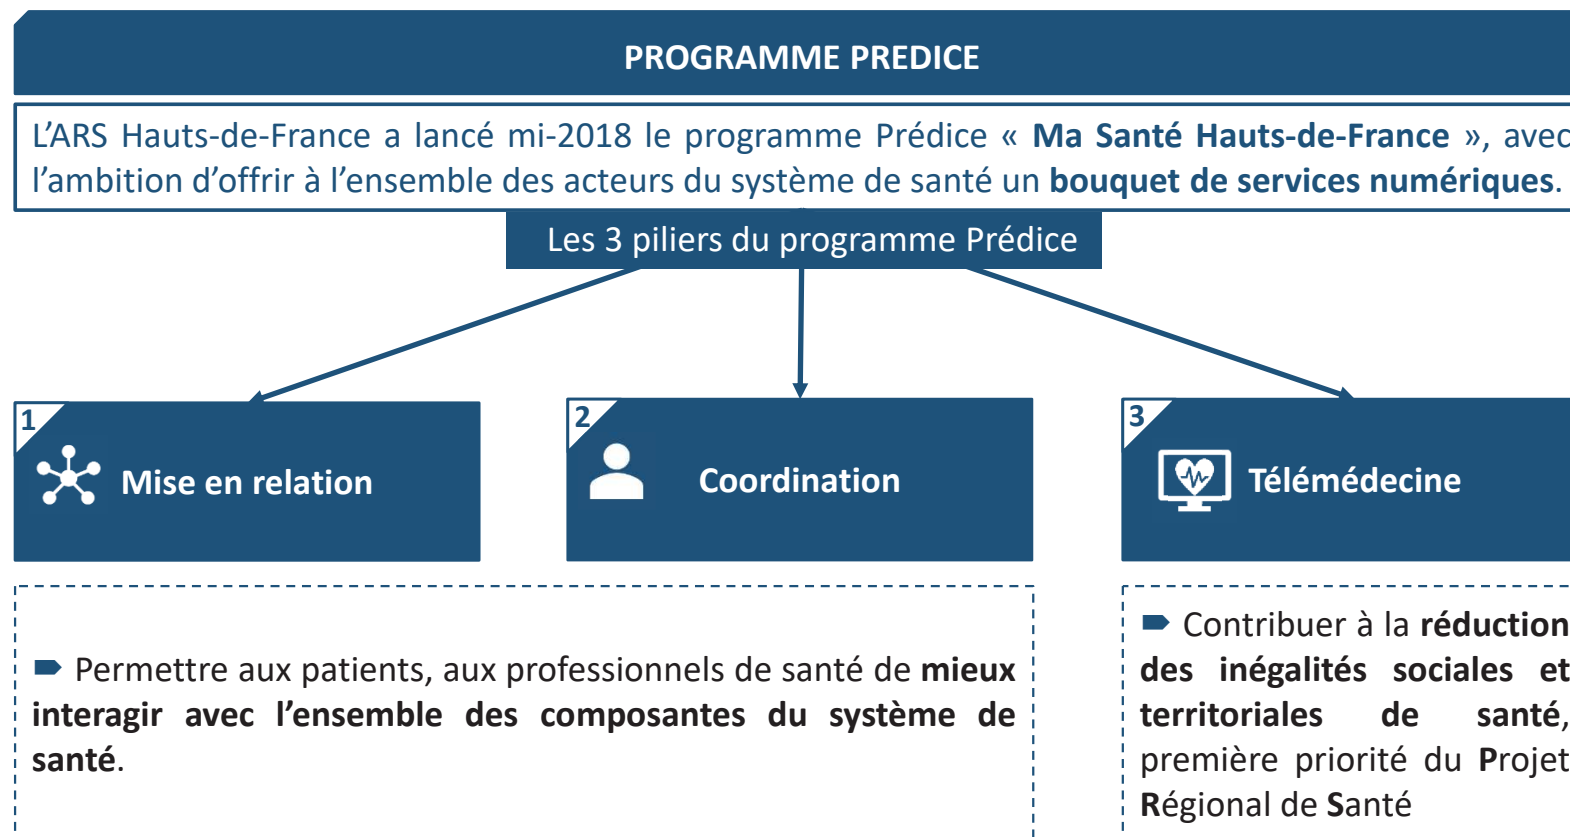 PROGRAMME PREDICE
L’ARS Hauts-de-France a lancé mi-2018 le programme Prédice « Ma Santé Hauts-de-France », avec
l’ambition d’offrir à l’ensemble des acteurs du système de santé un bouquet de services numériques.
Les 3 piliers du programme Prédice
1
Mise en relation
2
Coordination
3
Télémédecine
Permettre aux patients, aux professionnels de santé de mieux
interagir avec l’ensemble des composantes du système de
santé.
Contribuer à la réduction
des inégalités sociales et
territoriales de santé,
première priorité du Projet
Régional de Santé